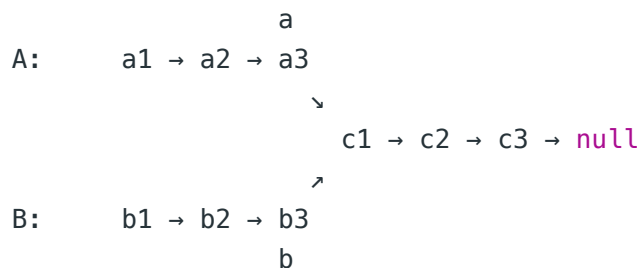 a
A: a1 → a2 → a3
↘
c1 → c2 → c3 → null
↗
B: b1 → b2 → b3
b